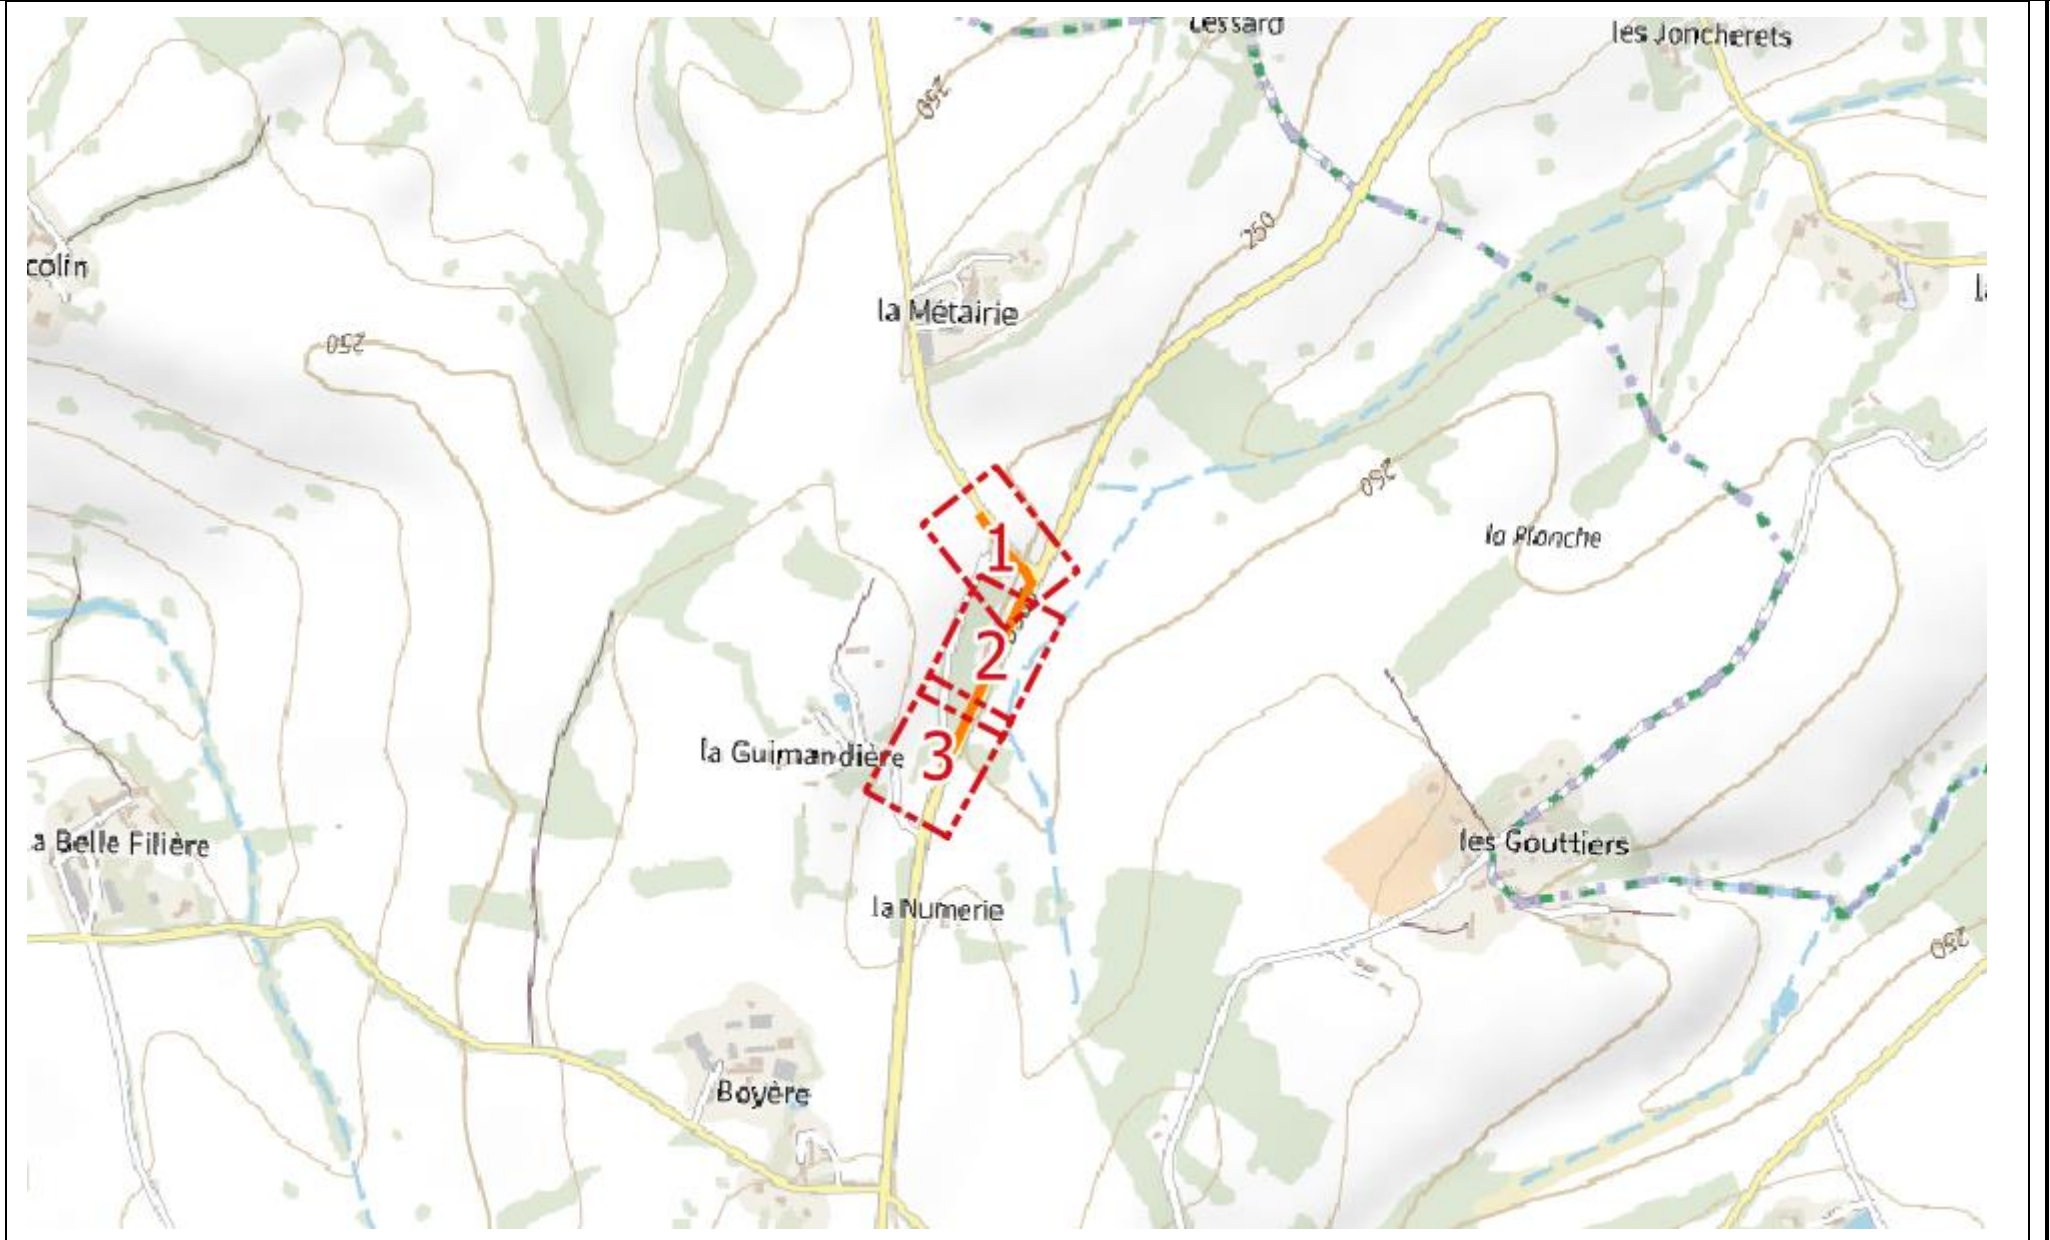 Lessard
les Joncherets
250
250
colin
la Métairie
250
250
la Planche
1
2
la Guimandière
3
a Belle Filière
les Gouttiers
la Numerie
250
Boyère